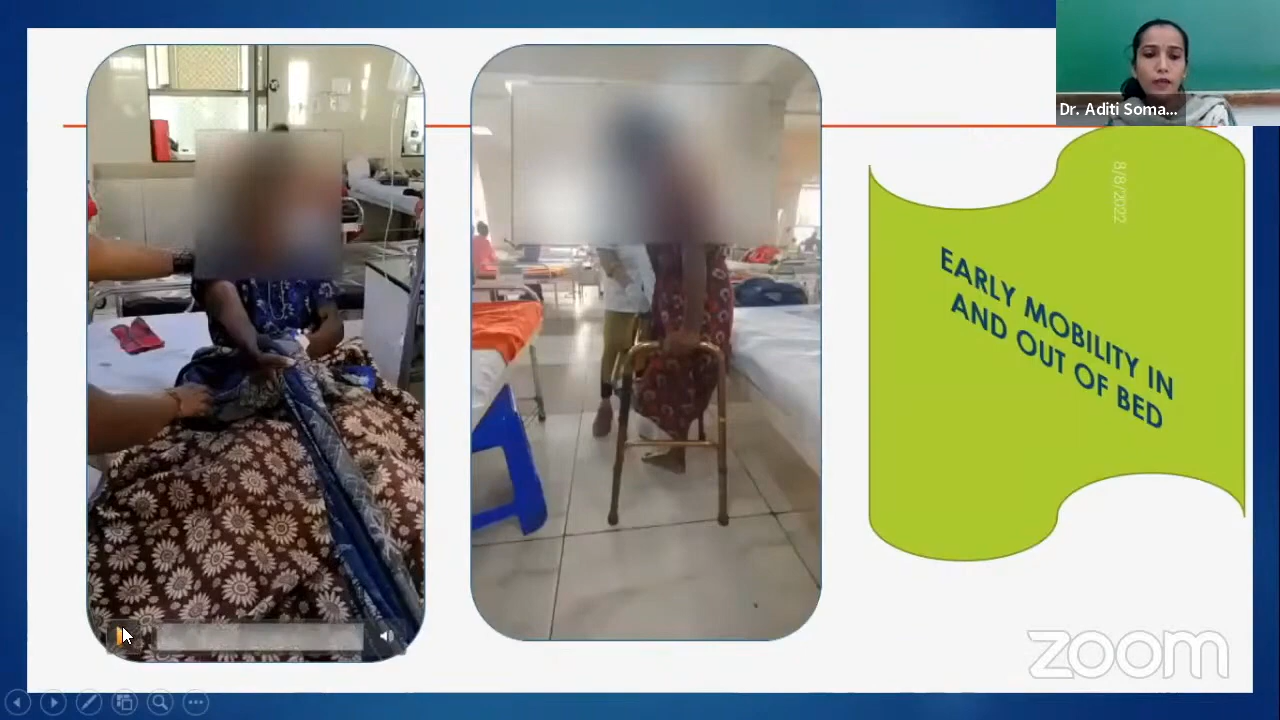 Dr. Aditi Soma...
8/8/2022
EARLY MOBILITY IN
AND OUT OF BED
zoom